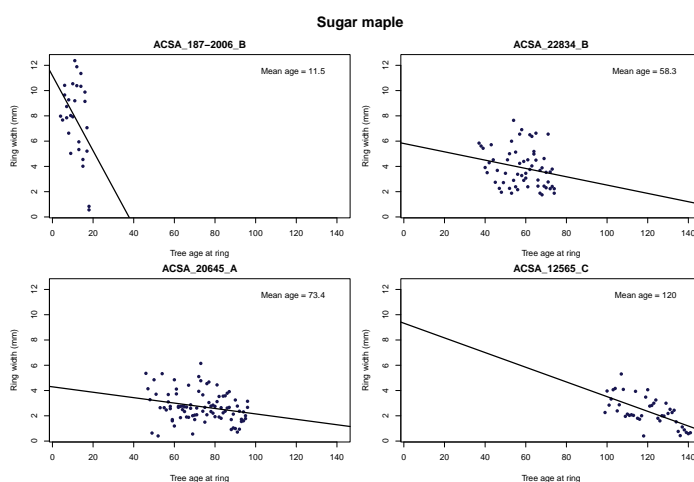 Sugar maple
ACSA_187−2006_B
Mean age = 11.5
Ring width (mm)
0 2 4 6 8 10 12
0 20 40 60 80 100 120 140
Tree age at ring
ACSA_22834_B
Mean age = 58.3
Ring width (mm)
0 2 4 6 8 10 12
0 20 40 60 80 100 120 140
Tree age at ring
ACSA_20645_A
Mean age = 73.4
Ring width (mm)
0 2 4 6 8 10 12
0 20 40 60 80 100 120 140
Tree age at ring
ACSA_12565_C
Mean age = 120
Ring width (mm)
0 2 4 6 8 10 12
0 20 40 60 80 100 120 140
Tree age at ring